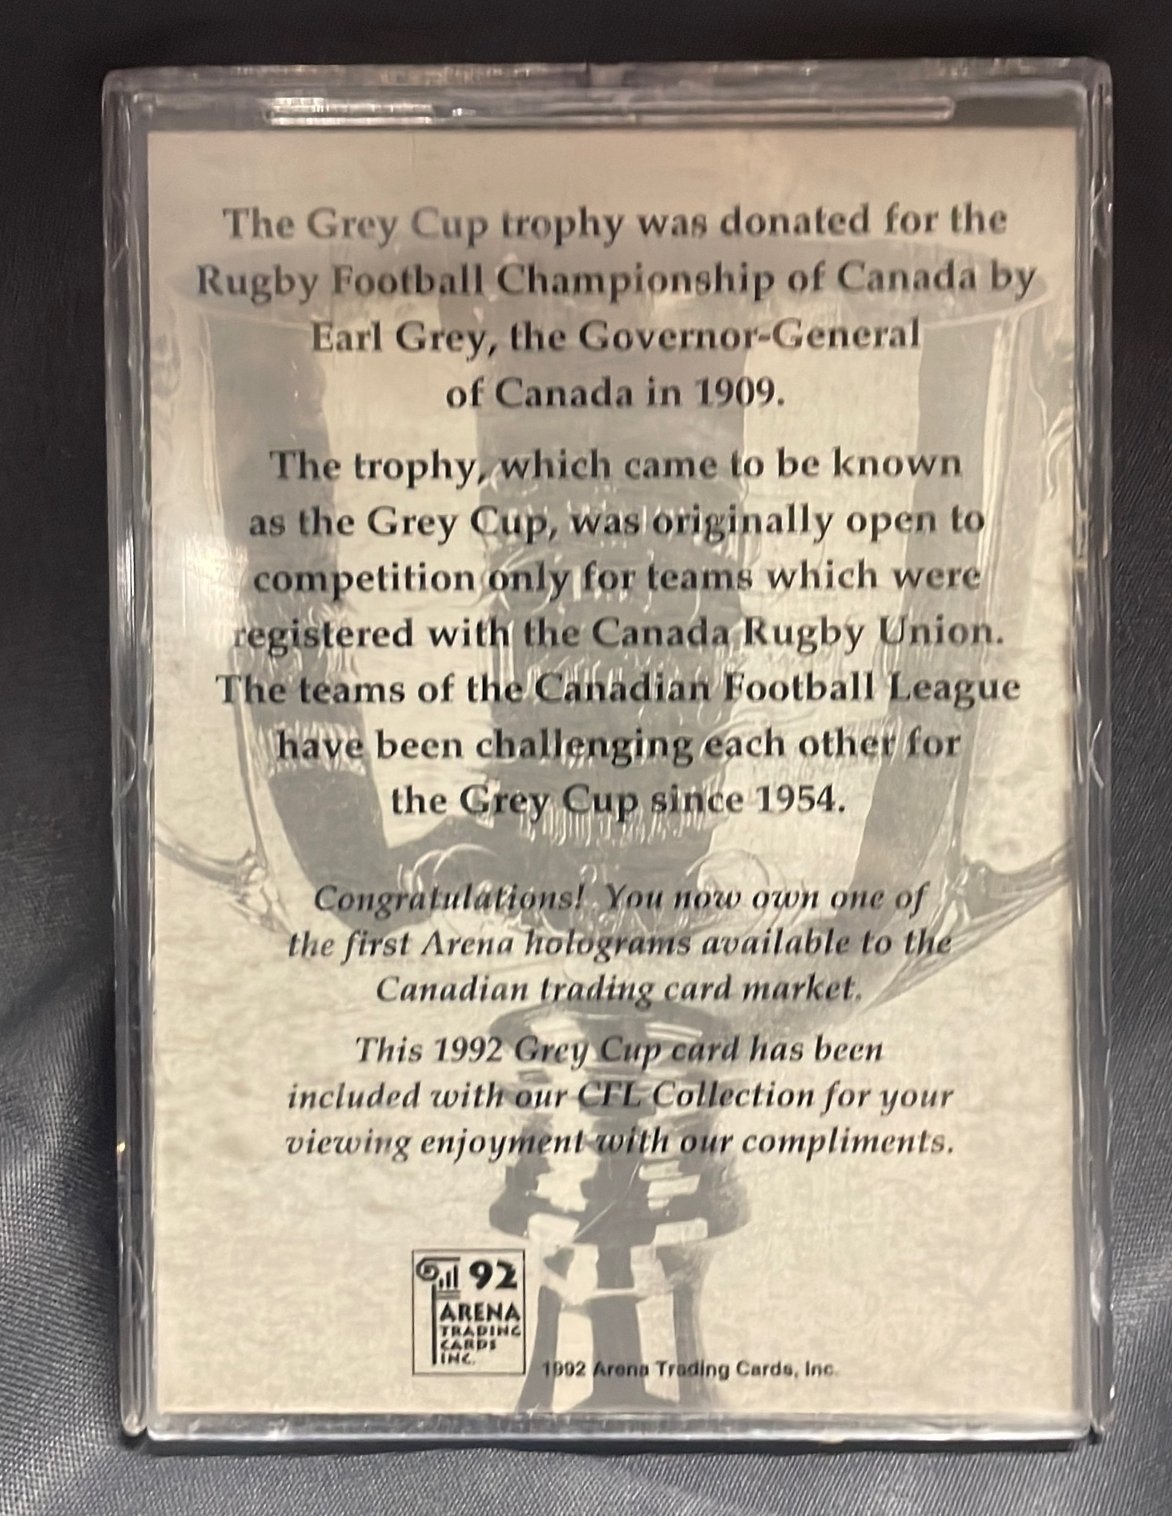 The Grey Cup trophy was donated for the
Rugby Football Championship of Canada by
Earl Grey, the Governor-General
of Canada in 1909.
The trophy, which came to be known
as the Grey Cup, was originally open to
competition only for teams which were
registered with the Canada Rugby Union.
The teams of the Canadian Football League
have been challenging each other for
the Grey Cup since 1954.
Congratulations! You now own one of
the first Arena holograms available to the
Canadian trading card market.
This 1992 Grey Cup card has been
included with our CFL Collection for your
viewing enjoyment with our compliments.
92
ARENA
TRADING
CARDS
INC.
1992 Arena Trading Cards, Inc.